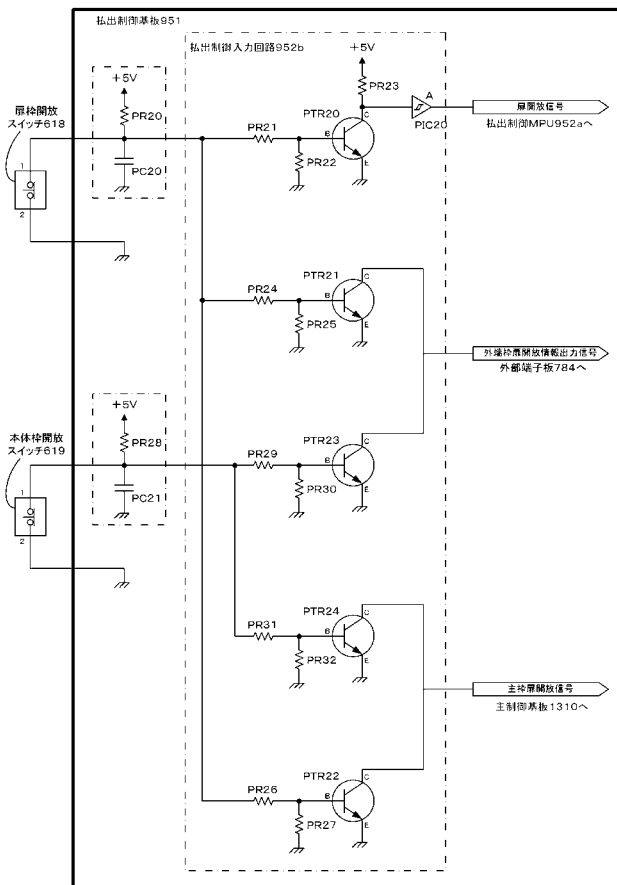 払出制御基板951
払出制御入力回路952b
+5V
PR20
PC20
扉枠開放
スイッチ618
1
2
PR21
PR22
PTR20
B
C
E
+5V
PR23
A
PIC20
扉開放信号
払出制御MPU952aへ
PR24
PR25
PTR21
B
C
E
外端枠扉開放情報出力信号
外部端子板784へ
本体枠開放
スイッチ619
1
2
+5V
PR28
PC21
PR29
PR30
PTR23
B
C
E
PR31
PR32
PTR24
B
C
E
主枠扉開放信号
主制御基板1310へ
PR26
PR27
PTR22
B
C
E